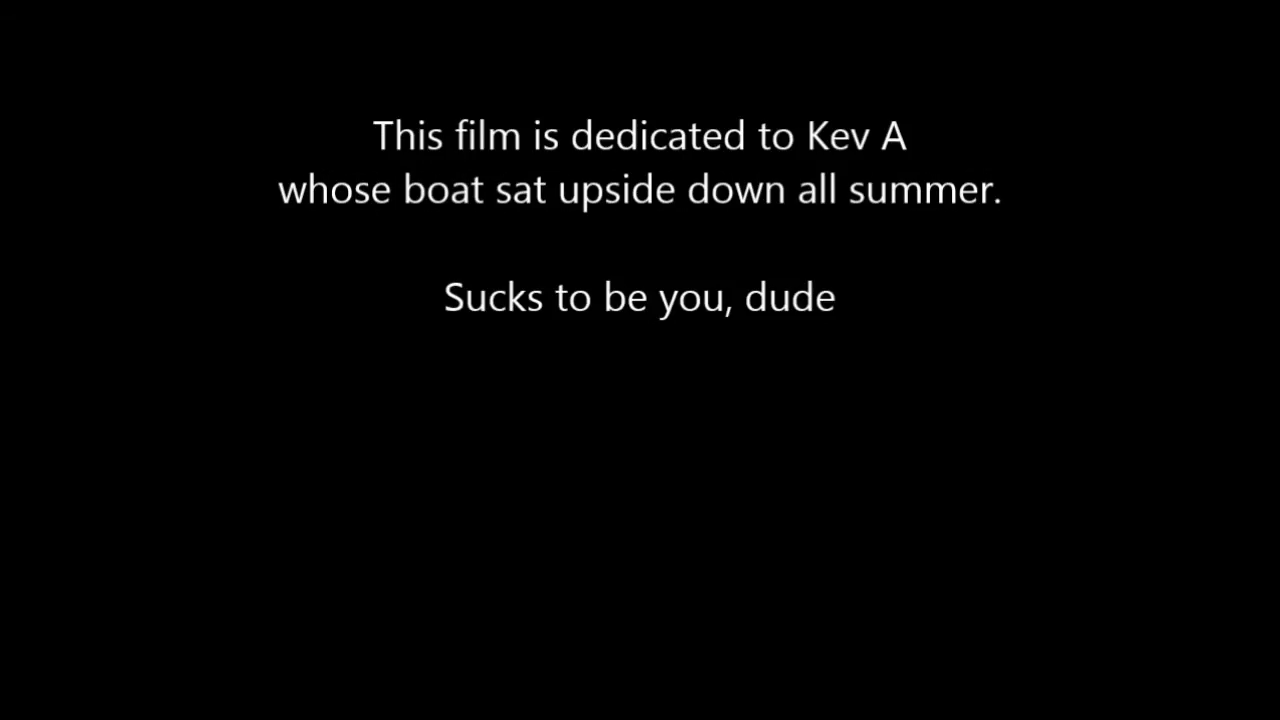 This film is dedicated to Kev A
whose boat sat upside down all summer.
Sucks to be you, dude